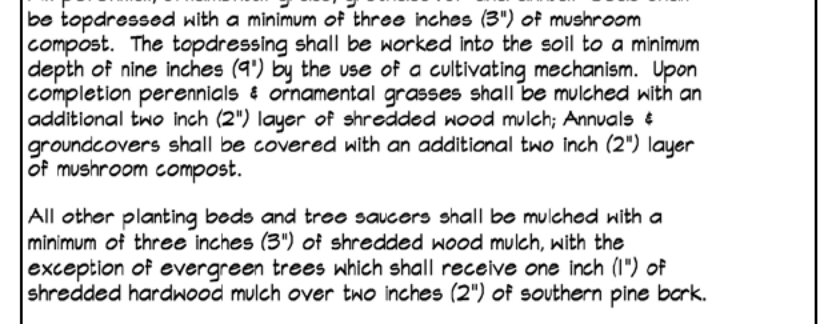 be topdressed with a minimum of three inches (3") of mushroom
compost. The topdressing shall be worked into the soil to a minimum
depth of nine inches (9") by the use of a cultivating mechanism. Upon
completion perennials & ornamental grasses shall be mulched with an
additional two inch (2") layer of shredded wood mulch; Annuals &
groundcovers shall be covered with an additional two inch (2") layer
of mushroom compost.
All other planting beds and tree saucers shall be mulched with a
minimum of three inches (3") of shredded wood mulch, with the
exception of evergreen trees which shall receive one inch (1") of
shredded hardwood mulch over two inches (2") of southern pine bark.